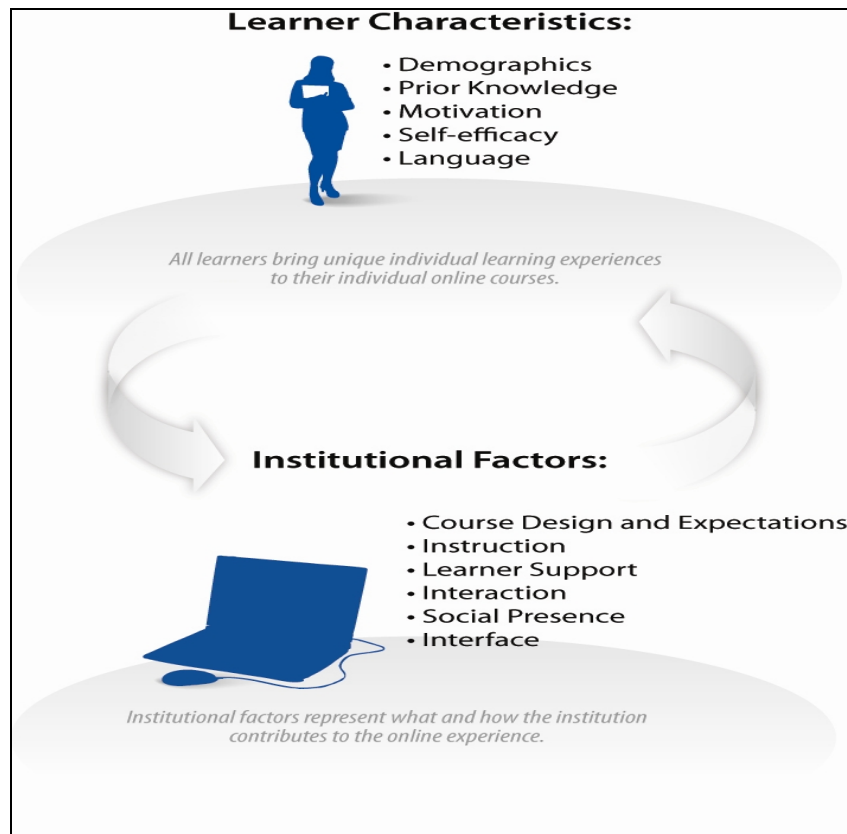 Learner Characteristics:
• Demographics
• Prior Knowledge
• Motivation
• Self-efficacy
• Language
All learners bring unique individual learning experiences
to their individual online courses.
Institutional Factors:
• Course Design and Expectations
• Instruction
• Learner Support
• Interaction
• Social Presence
• Interface
Institutional factors represent what and how the institution
contributes to the online experience.